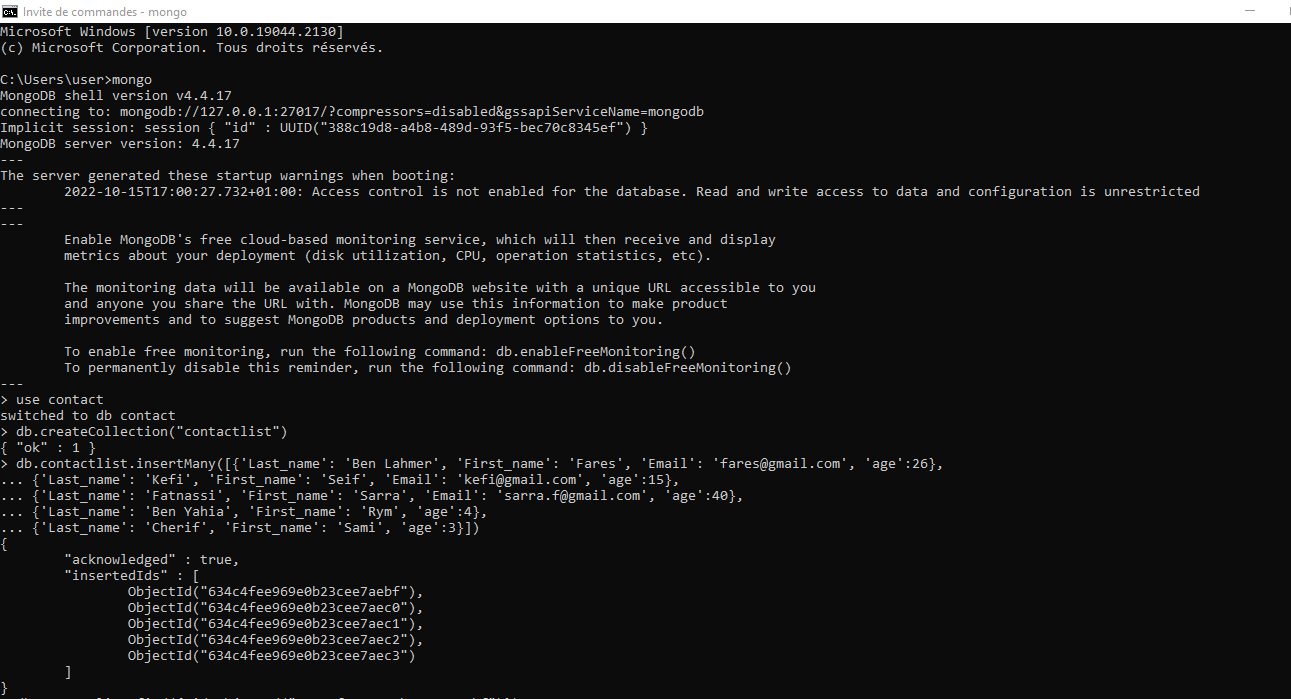 Invite de commandes - mongo
Microsoft Windows [version 10.0.19044.2130]
(c) Microsoft Corporation. Tous droits réservés.
C:\Users\user>mongo
MongoDB shell version v4.4.17
connecting to: mongodb://127.0.0.1:27017/?compressors=disabled&gssapiServiceName=mongodb
Implicit session: session { "id" : UUID("388c19d8-a4b8-489d-93f5-bec70c8345ef") }
MongoDB server version: 4.4.17
---
The server generated these startup warnings when booting:
        2022-10-15T17:00:27.732+01:00: Access control is not enabled for the database. Read and write access to data and configuration is unrestricted
---
---
        Enable MongoDB's free cloud-based monitoring service, which will then receive and display
        metrics about your deployment (disk utilization, CPU, operation statistics, etc).
        The monitoring data will be available on a MongoDB website with a unique URL accessible to you
        and anyone you share the URL with. MongoDB may use this information to make product
        improvements and to suggest MongoDB products and deployment options to you.
        To enable free monitoring, run the following command: db.enableFreeMonitoring()
        To permanently disable this reminder, run the following command: db.disableFreeMonitoring()
---
> use contact
switched to db contact
> db.createCollection("contactlist")
{ "ok" : 1 }
> db.contactlist.insertMany([{'Last_name': 'Ben Lahmer', 'First_name': 'Fares', 'Email': 'fares@gmail.com', 'age':26},
... {'Last_name': 'Kefi', 'First_name': 'Seif', 'Email': 'kefi@gmail.com', 'age':15},
... {'Last_name': 'Fatnassi', 'First_name': 'Sarra', 'Email': 'sarra.f@gmail.com', 'age':40},
... {'Last_name': 'Ben Yahia', 'First_name': 'Rym', 'age':4},
... {'Last_name': 'Cherif', 'First_name': 'Sami', 'age':3}])
{
        "acknowledged" : true,
        "insertedIds" : [
                ObjectId("634c4fee969e0b23cee7aebf"),
                ObjectId("634c4fee969e0b23cee7aec0"),
                ObjectId("634c4fee969e0b23cee7aec1"),
                ObjectId("634c4fee969e0b23cee7aec2"),
                ObjectId("634c4fee969e0b23cee7aec3")
        ]
}